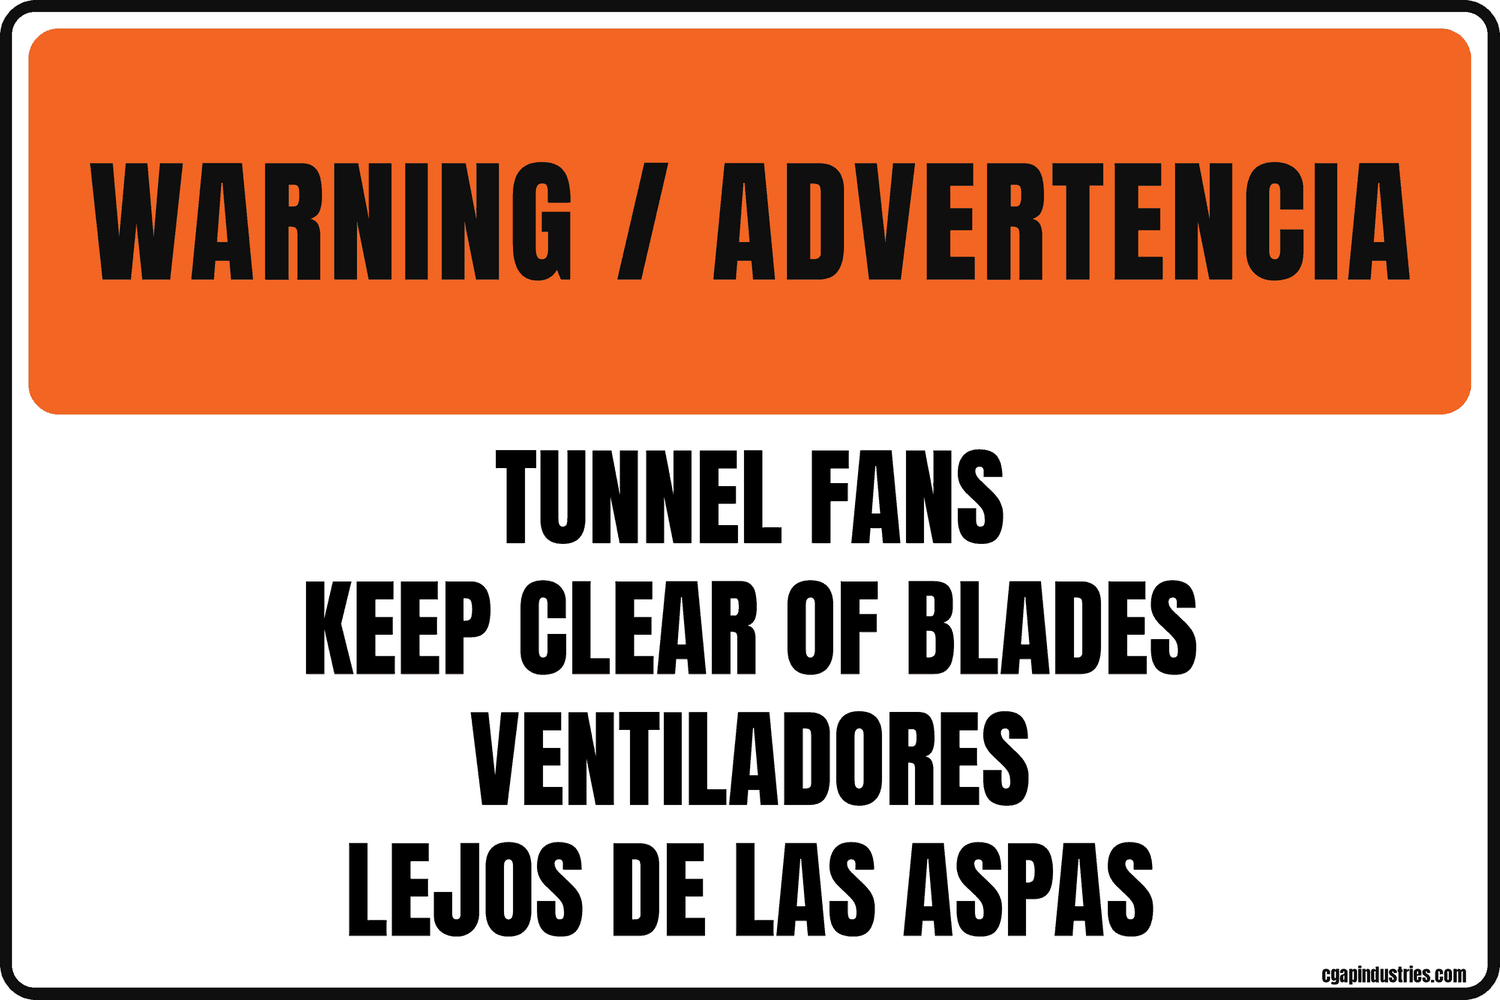 WARNING / ADVERTENCIA
TUNNEL FANS
KEEP CLEAR OF BLADES
VENTILADORES
LEJOS DE LAS ASPAS
cgapindustries.com